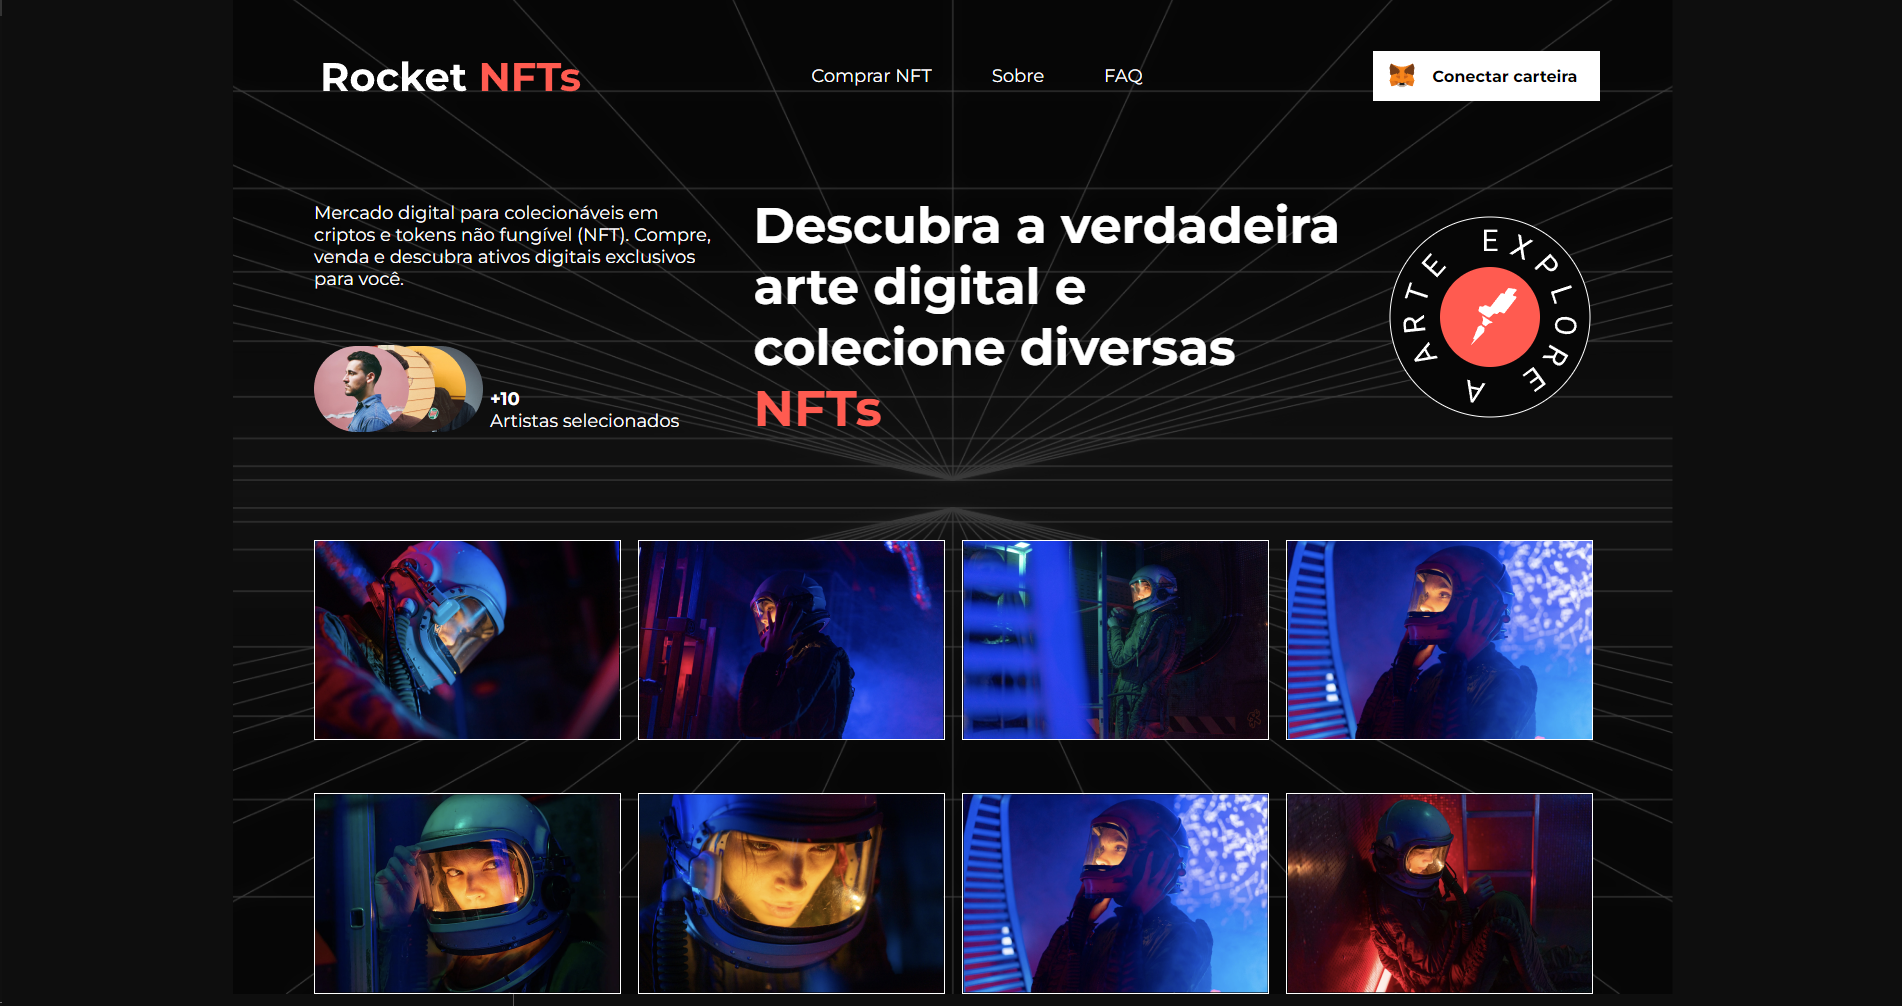 Rocket NFTs
Comprar NFT
Sobre
FAQ
Conectar carteira
Mercado digital para colecionáveis em
criptos e tokens não fungível (NFT). Compre,
venda e descubra ativos digitais exclusivos
para você.
+10
Artistas selecionados
Descubra a verdadeira
arte digital e
colecione diversas
NFTs
EXPLORE A ARTE